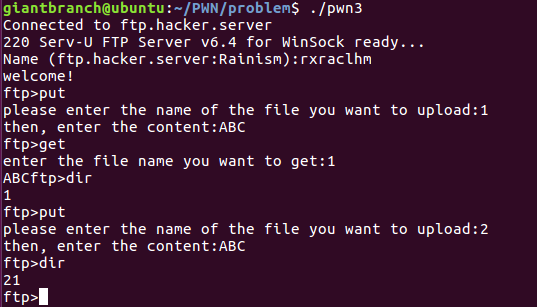 giantbranch@ubuntu:~/PWN/problem$ ./pwn3
Connected to ftp.hacker.server
220 Serv-U FTP Server v6.4 for WinSock ready...
Name (ftp.hacker.server:Rainism):rxraclhm
welcome!
ftp>put
please enter the name of the file you want to upload:1
then, enter the content:ABC
ftp>get
enter the file name you want to get:1
ABCftp>dir
1
ftp>put
please enter the name of the file you want to upload:2
then, enter the content:ABC
ftp>dir
21
ftp>